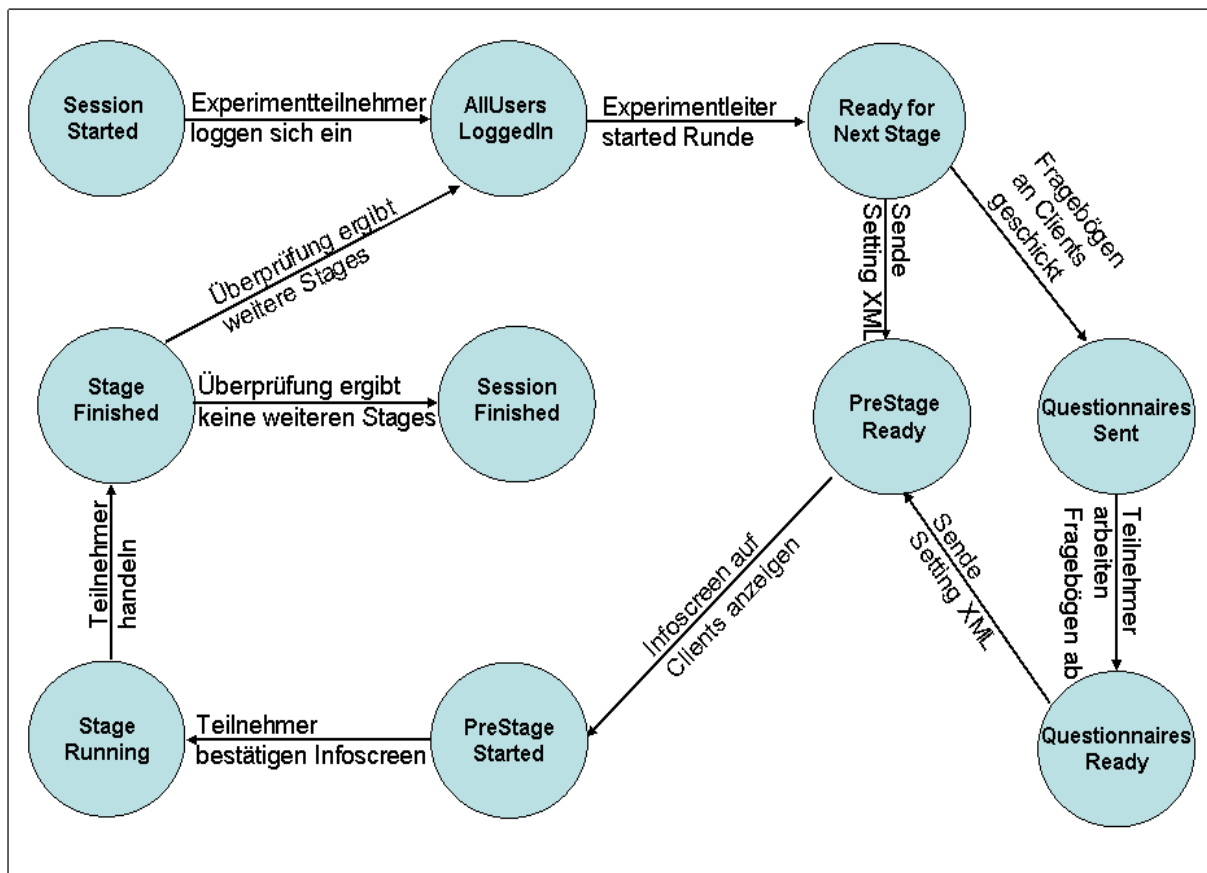 Session
Started
Experimentteilnehmer
loggen sich ein
AllUsers
LoggedIn
Experimentleiter
started Runde
Ready for
Next Stage
Fragebögen
an Clients
geschickt
Sende
Setting XML
Überprüfung ergibt
weitere Stages
Stage
Finished
Überprüfung ergibt
keine weiteren Stages
Session
Finished
PreStage
Ready
Questionnaires
Sent
Teilnehmer
arbeiten
Fragebögen ab
Sende
Setting XML
Infoscreen auf
Clients anzeigen
Teilnehmer
handeln
Stage
Running
Teilnehmer
bestätigen Infoscreen
PreStage
Started
Questionnaires
Ready